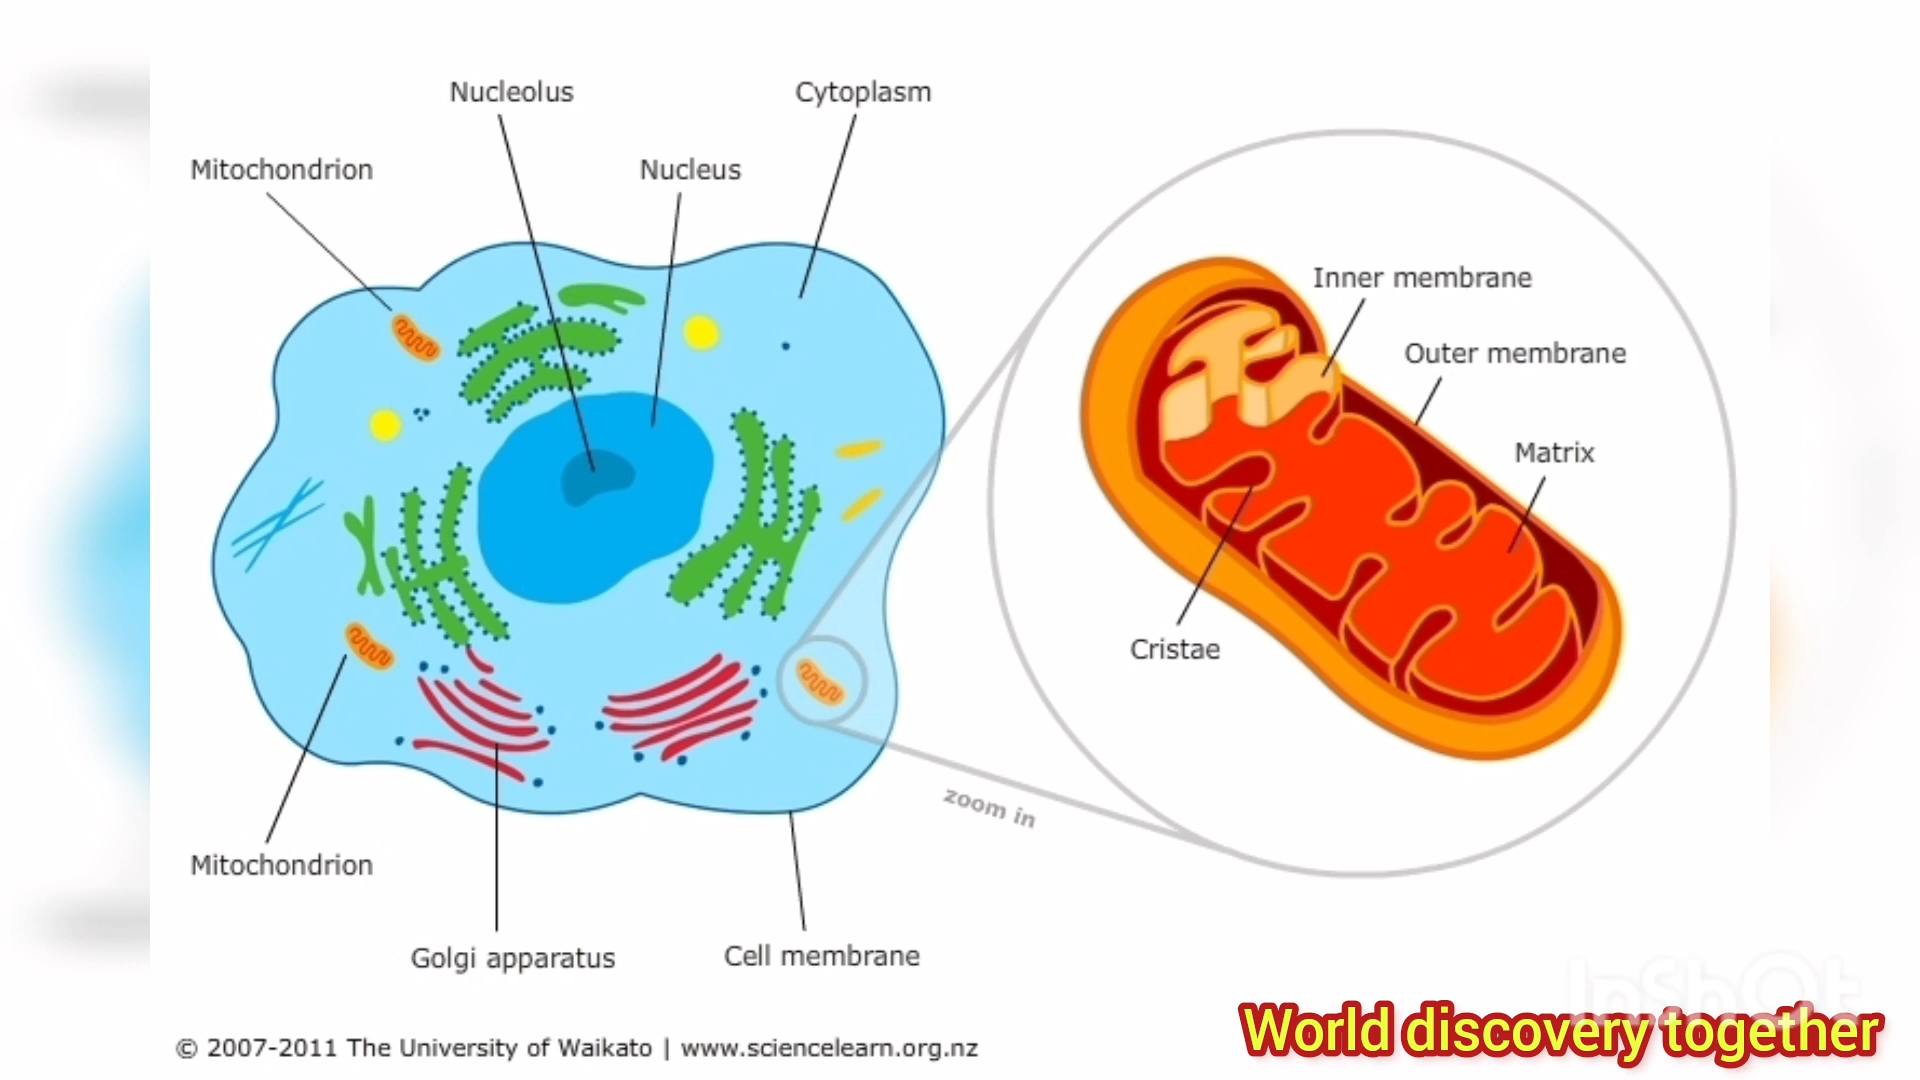 Nucleolus
Cytoplasm
Mitochondrion
Nucleus
Inner membrane
Outer membrane
Matrix
Cristae
zoom in
Mitochondrion
Golgi apparatus
Cell membrane
InShOt
World discovery together
© 2007-2011 The University of Waikato | www.sciencelearn.org.nz